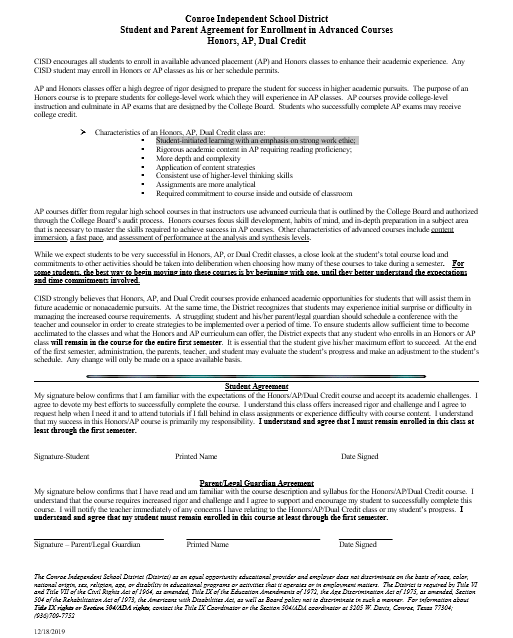 Conroe Independent School District
Student and Parent Agreement for Enrollment in Advanced Courses
Honors, AP, Dual Credit
CISD encourages all students to enroll in available advanced placement (AP) and Honors classes to enhance their academic experience. Any
CISD student may enroll in Honors or AP classes as his or her schedule permits.
AP and Honors classes offer a high degree of rigor designed to prepare the student for success in higher academic pursuits. The purpose of an
Honors course is to prepare students for college-level work which they will experience in AP classes. AP courses provide college-level
instruction and culminate in AP exams that are designed by the College Board. Students who successfully complete AP exams may receive
college credit.
➤ Characteristics of an Honors, AP, Dual Credit class are:
▪ Student-initiated learning with an emphasis on strong work ethic;
▪ Rigorous academic content in AP requiring reading proficiency;
▪ More depth and complexity
▪ Application of content strategies
▪ Consistent use of higher-level thinking skills
▪ Assignments are more analytical
▪ Required commitment to course inside and outside of classroom
AP courses differ from regular high school courses in that instructors use advanced curricula that is outlined by the College Board and authorized
through the College Board's audit process. Honors courses focus skill development, habits of mind, and in-depth preparation in a subject area
that is necessary to master the skills required to achieve success in AP courses. Other characteristics of advanced courses include content
immersion, a fast pace, and assessment of performance at the analysis and synthesis levels.
While we expect students to be very successful in Honors, AP, or Dual Credit classes, a close look at the student's total course load and
commitments to other activities should be taken into deliberation when choosing how many of these courses to take during a semester. For
some students, the best way to begin moving into these courses is by beginning with one, until they better understand the expectations
and time commitments involved.
CISD strongly believes that Honors, AP, and Dual Credit courses provide enhanced academic opportunities for students that will assist them in
future academic or nonacademic pursuits. At the same time, the District recognizes that students may experience initial surprise or difficulty in
managing the increased course requirements. A struggling student and his/her parent/legal guardian should schedule a conference with the
teacher and counselor in order to create strategies to be implemented over a period of time. To ensure students allow sufficient time to become
acclimated to the classes and what the Honors and AP curriculum can offer, the District expects that any student who enrolls in an Honors or AP
class will remain in the course for the entire first semester. It is essential that the student give his/her maximum effort to succeed. At the end
of the first semester, administration, the parents, teacher, and student may evaluate the student's progress and make an adjustment to the student's
schedule. Any change will only be made on a space available basis.
Student Agreement
My signature below confirms that I am familiar with the expectations of the Honors/AP/Dual Credit course and accept its academic challenges. I
agree to devote my best efforts to successfully complete the course. I understand this class offers increased rigor and challenge and I agree to
request help when I need it and to attend tutorials if I fall behind in class assignments or experience difficulty with course content. I understand that
my success in this Honors/AP course is primarily my responsibility. I understand and agree that I must remain enrolled in this class at
least through the first semester.
Signature-Student Printed Name Date Signed
Parent/Legal Guardian Agreement
My signature below confirms that I have read and am familiar with the course description and syllabus for the Honors/AP/Dual Credit course. I
understand that the course requires increased rigor and challenge and I agree to support and encourage my student to successfully complete this
course. I will notify the teacher immediately of any concerns I have relating to the Honors/AP/Dual Credit class or my student's progress. I
understand and agree that my student must remain enrolled in this course at least through the first semester.
Signature – Parent/Legal Guardian Printed Name Date Signed
The Conroe Independent School District (District) as an equal opportunity educational provider and employer does not discriminate on the basis of race, color,
national origin, sex, religion, age, or disability in educational programs or activities that it operates or in employment matters. The District is required by Title VI
and Title VII of the Civil Rights Act of 1964, as amended, Title IX of the Education Amendments of 1972, the Age Discrimination Act of 1975, as amended, Section
504 of the Rehabilitation Act of 1973, the Americans with Disabilities Act, as well as Board policy not to discriminate in such a manner. For information about
Title IX rights or Section 504/ADA rights, contact the Title IX Coordinator or the Section 504/ADA coordinator at 3205 W. Davis, Conroe, Texas 77304;
(936)709-7752
12/18/2019